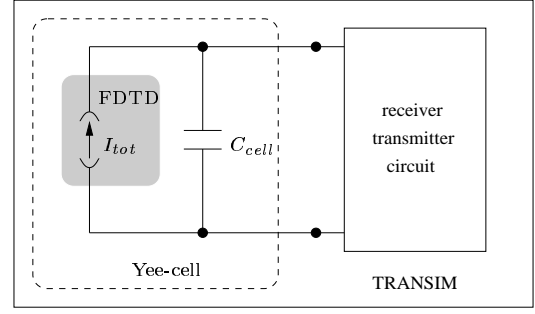 FDTD
I_tot
C_cell
receiver
transmitter
circuit
Yee-cell
TRANSIM